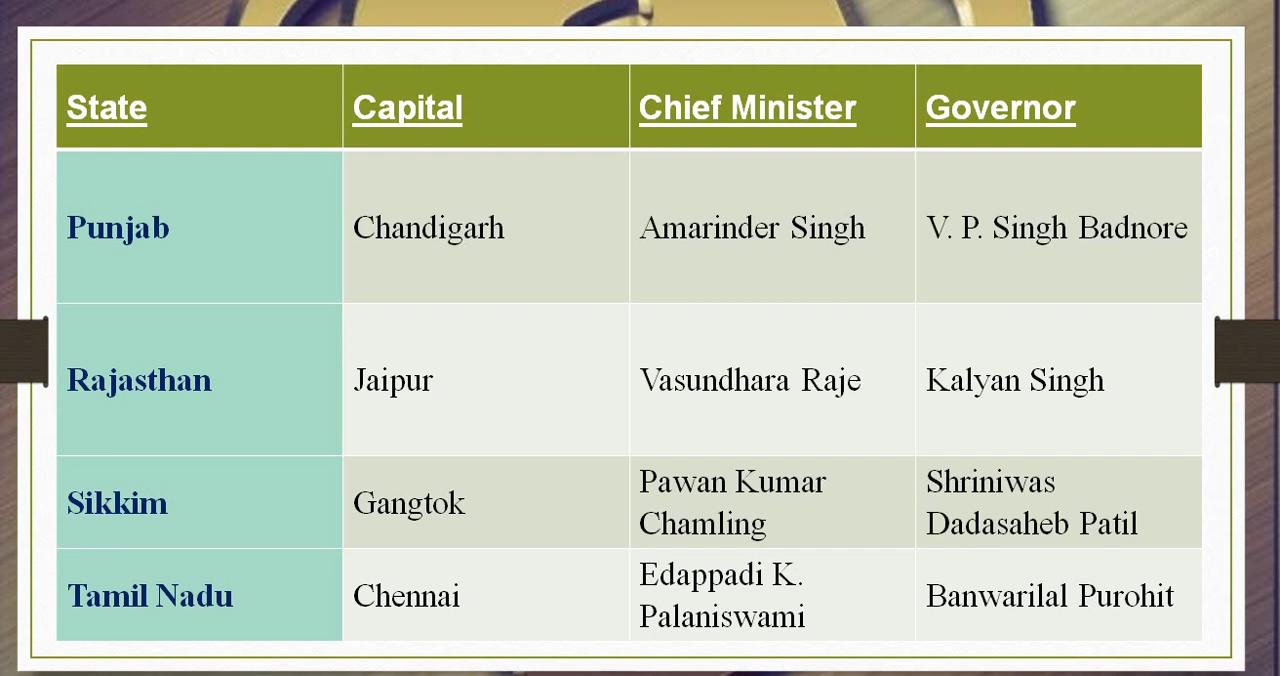 State Capital Chief Minister Governor
Punjab Chandigarh Amarinder Singh V. P. Singh Badnore
Rajasthan Jaipur Vasundhara Raje Kalyan Singh
Sikkim Gangtok Pawan Kumar
Chamling Shriniwas
Dadasaheb Patil
Tamil Nadu Chennai Edappadi K.
Palaniswami Banwarilal Purohit